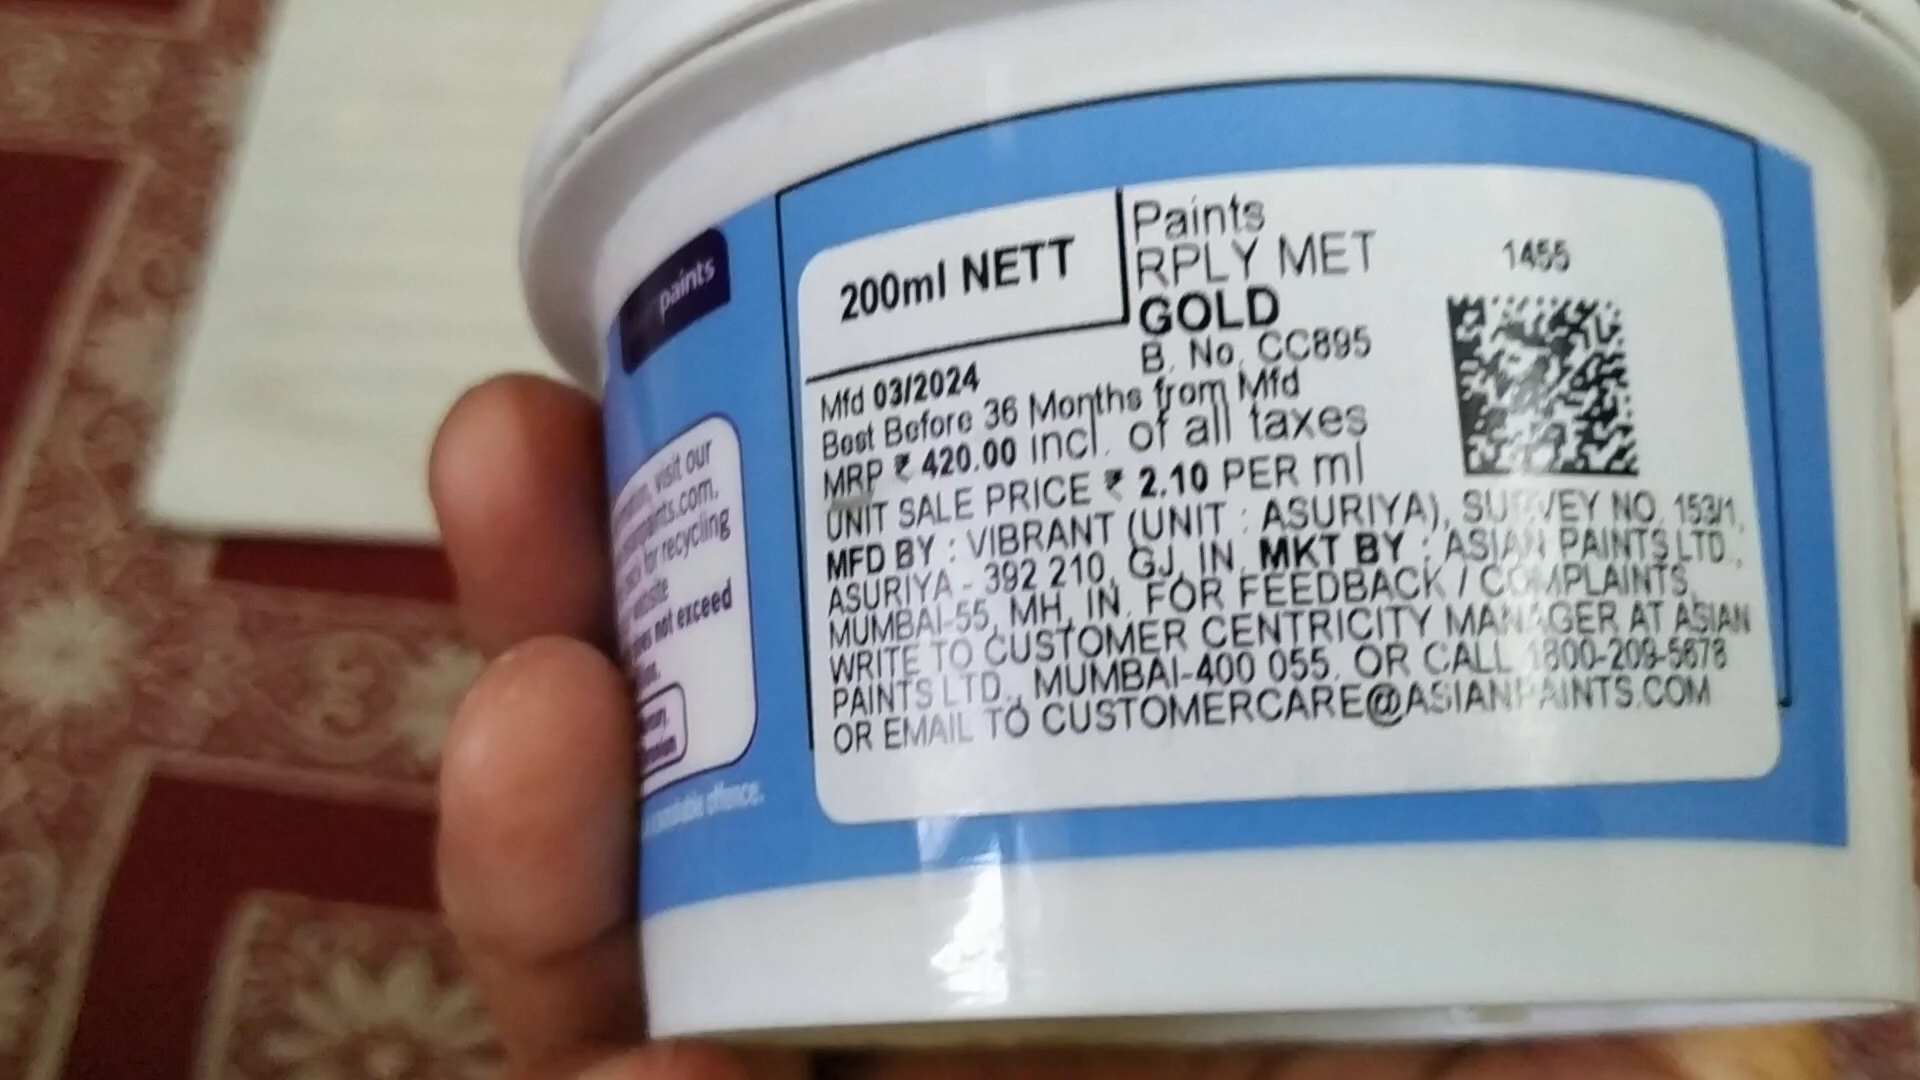 paints
visit our
for recycling
website
not exceed
offence.
200ml NETT
Paints
RPLY MET
GOLD
B. No. CC895
1455
Mfd 03/2024
Best Before 36 Months from Mfd
MRP ₹ 420.00 incl. of all taxes
UNIT SALE PRICE ₹ 2.10 PER ml
MFD BY : VIBRANT (UNIT : ASURIYA), SURVEY NO. 153/1,
ASURIYA - 392 210, GJ, IN. MKT BY : ASIAN PAINTS LTD.,
MUMBAI-55, MH, IN. FOR FEEDBACK / COMPLAINTS,
WRITE TO CUSTOMER CENTRICITY MANAGER AT ASIAN
PAINTS LTD., MUMBAI-400 055. OR CALL 1800-209-5678
OR EMAIL TO CUSTOMERCARE@ASIANPAINTS.COM